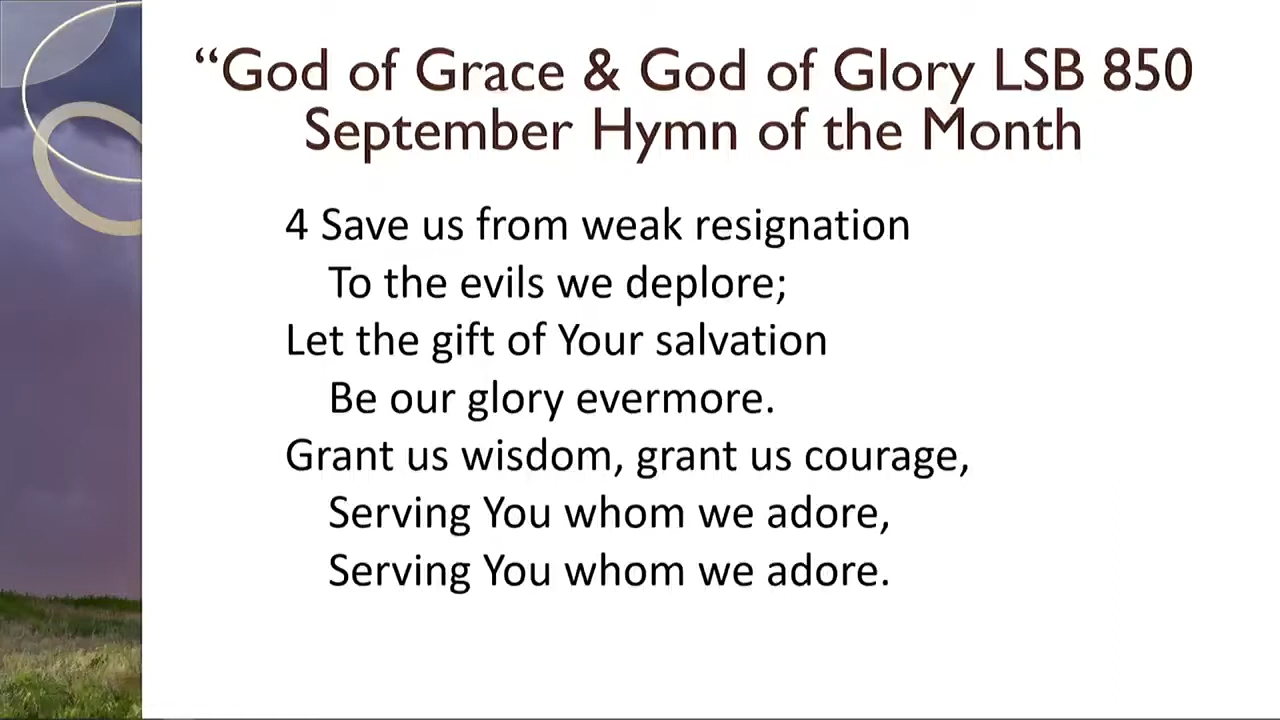 “God of Grace & God of Glory LSB 850
September Hymn of the Month
4 Save us from weak resignation
To the evils we deplore;
Let the gift of Your salvation
Be our glory evermore.
Grant us wisdom, grant us courage,
Serving You whom we adore,
Serving You whom we adore.